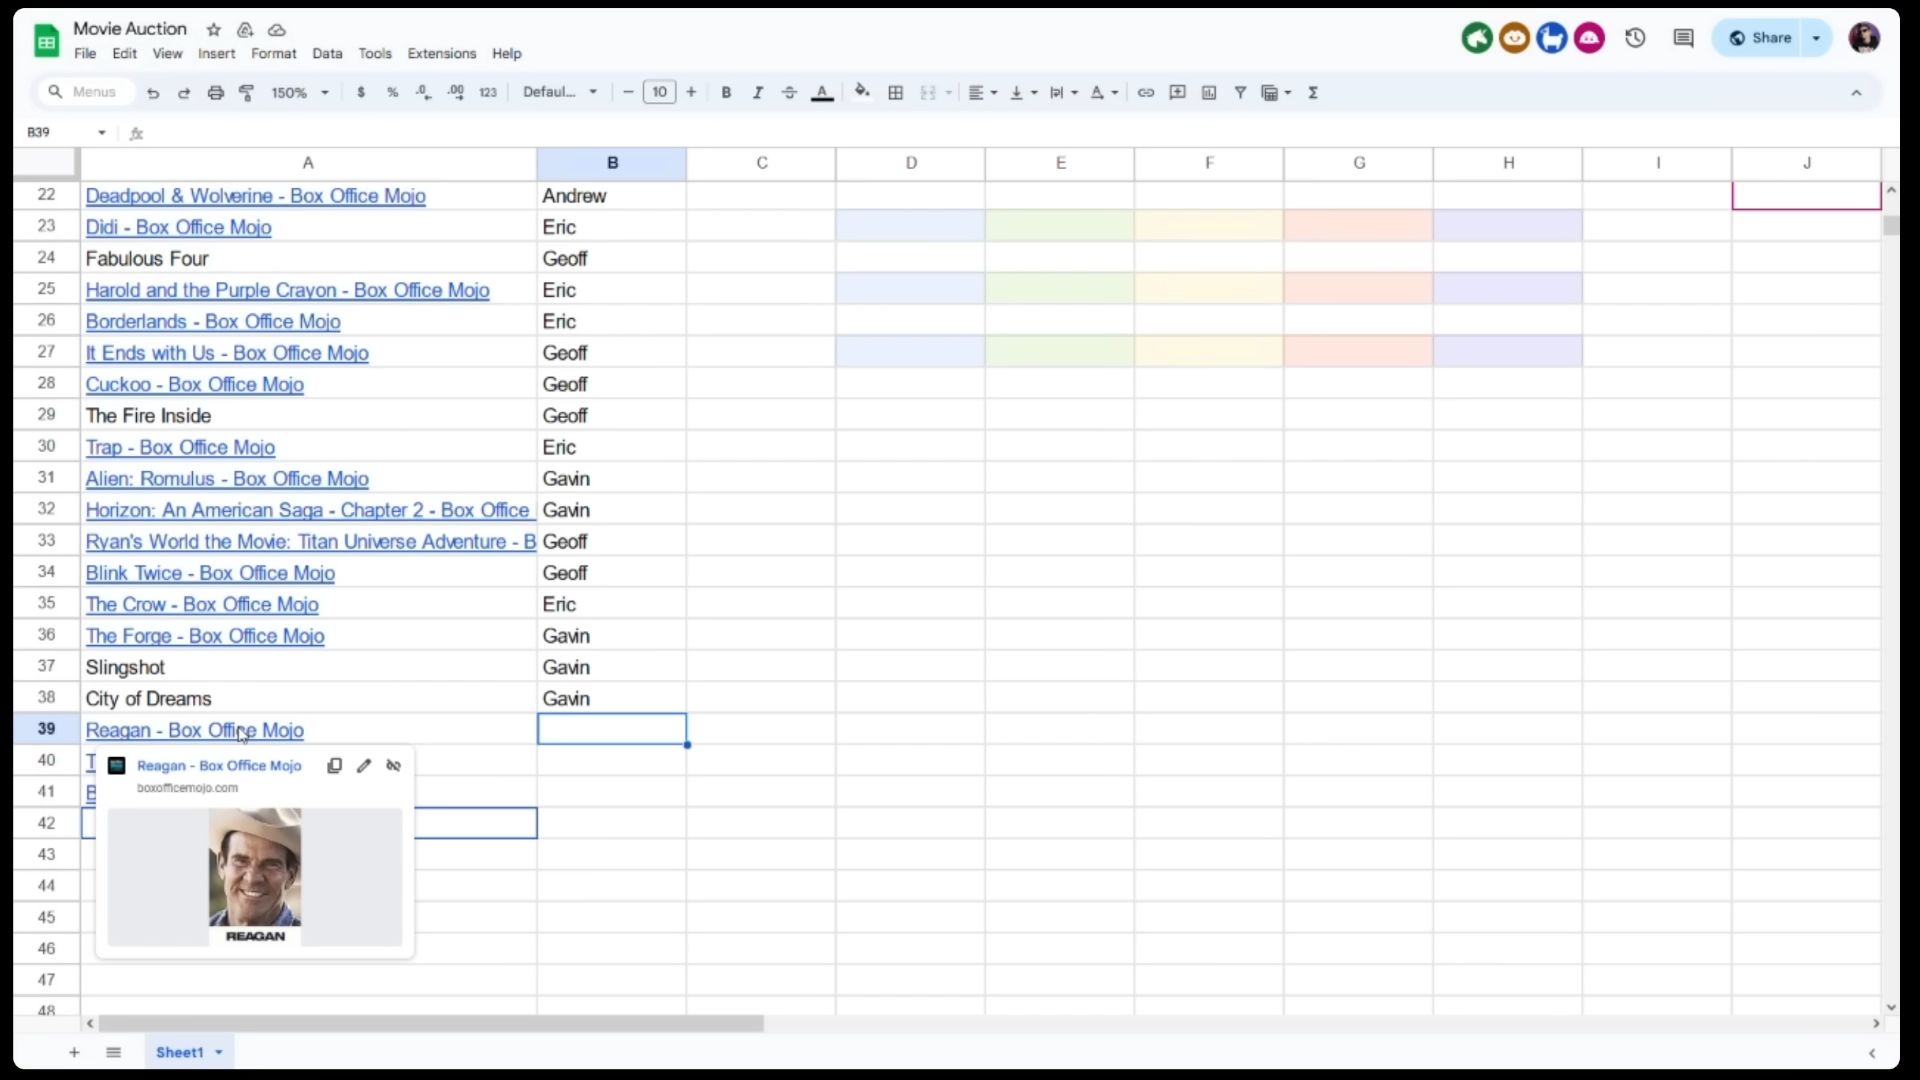 Movie Auction
File Edit View Insert Format Data Tools Extensions Help
Share
Menus 150% $ % .0 .00 123 Defaul... − 10 + B I A Σ
B39 fx
A B C D E F G H I J
22 Deadpool & Wolverine - Box Office Mojo Andrew
23 Dìdi - Box Office Mojo Eric
24 Fabulous Four Geoff
25 Harold and the Purple Crayon - Box Office Mojo Eric
26 Borderlands - Box Office Mojo Eric
27 It Ends with Us - Box Office Mojo Geoff
28 Cuckoo - Box Office Mojo Geoff
29 The Fire Inside Geoff
30 Trap - Box Office Mojo Eric
31 Alien: Romulus - Box Office Mojo Gavin
32 Horizon: An American Saga - Chapter 2 - Box Office Gavin
33 Ryan's World the Movie: Titan Universe Adventure - B Geoff
34 Blink Twice - Box Office Mojo Geoff
35 The Crow - Box Office Mojo Eric
36 The Forge - Box Office Mojo Gavin
37 Slingshot Gavin
38 City of Dreams Gavin
39 Reagan - Box Office Mojo
40 T
Reagan - Box Office Mojo
boxofficemojo.com
41 B
42
43
44
45
REAGAN
46
47
48
Sheet1